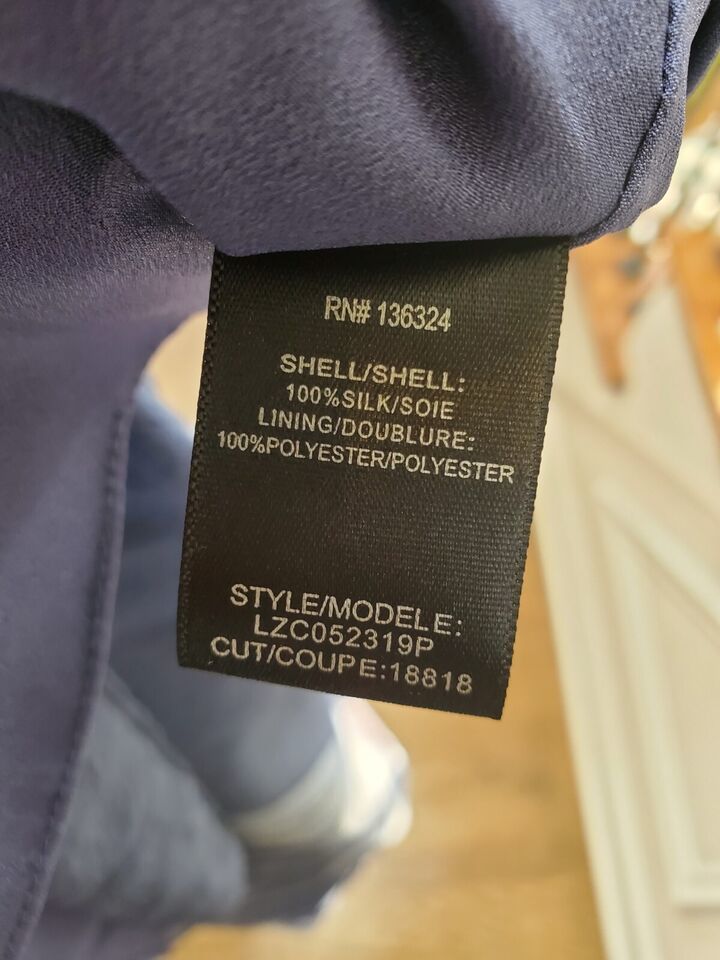 RN# 136324
SHELL/SHELL:
100%SILK/SOIE
LINING/DOUBLURE:
100%POLYESTER/POLYESTER
STYLE/MODELE:
LZC052319P
CUT/COUPE:18818